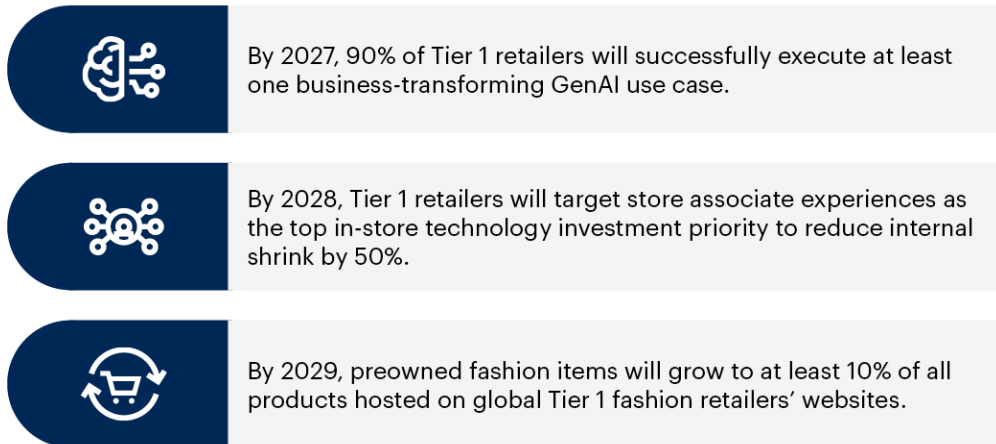 By 2027, 90% of Tier 1 retailers will successfully execute at least
one business-transforming GenAI use case.
By 2028, Tier 1 retailers will target store associate experiences as
the top in-store technology investment priority to reduce internal
shrink by 50%.
By 2029, preowned fashion items will grow to at least 10% of all
products hosted on global Tier 1 fashion retailers’ websites.